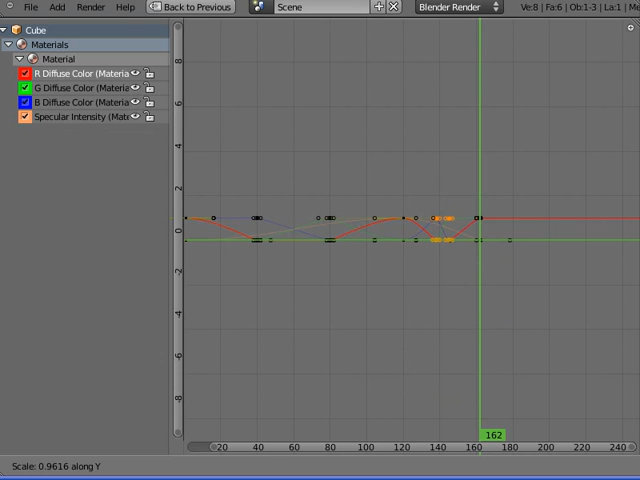 File Add Render Help Back to Previous Scene Blender Render Ve:8 | Fa:6 | Ob:1-3 | La:1 | Me
Cube
Materials
Material
R Diffuse Color (Materia
G Diffuse Color (Materia
B Diffuse Color (Materia
Specular Intensity (Mate
8
6
4
2
0
-2
-4
-6
-8
162
20 40 60 80 100 120 140 160 180 200 220 240
Scale: 0.9616 along Y